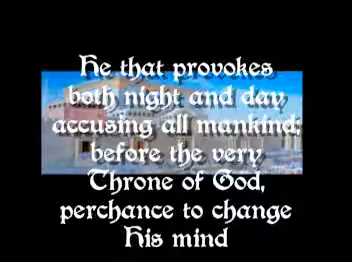 He that provokes
both night and day
accusing all mankind;
before the very
Throne of God,
perchance to change
His mind